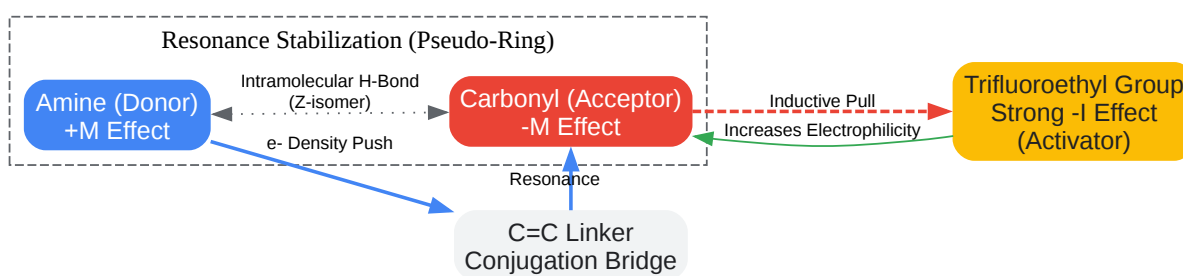 Resonance Stabilization (Pseudo-Ring)
Amine (Donor)
+M Effect
Intramolecular H-Bond
(Z-isomer)
Carbonyl (Acceptor)
-M Effect
Inductive Pull
Increases Electrophilicity
Trifluoroethyl Group
Strong -I Effect
(Activator)
e- Density Push
Resonance
C=C Linker
Conjugation Bridge